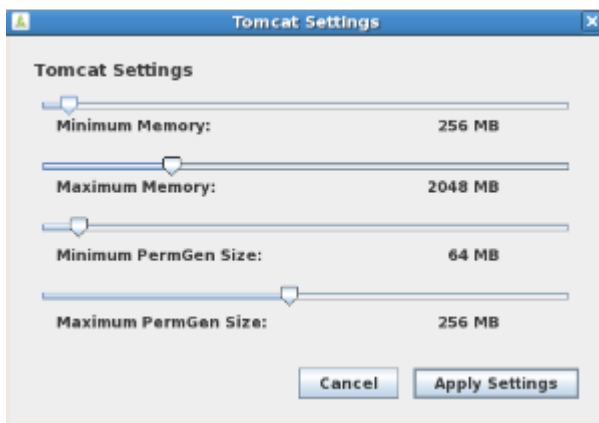 Tomcat Settings
Tomcat Settings
Minimum Memory: 256 MB
Maximum Memory: 2048 MB
Minimum PermGen Size: 64 MB
Maximum PermGen Size: 256 MB
Cancel Apply Settings